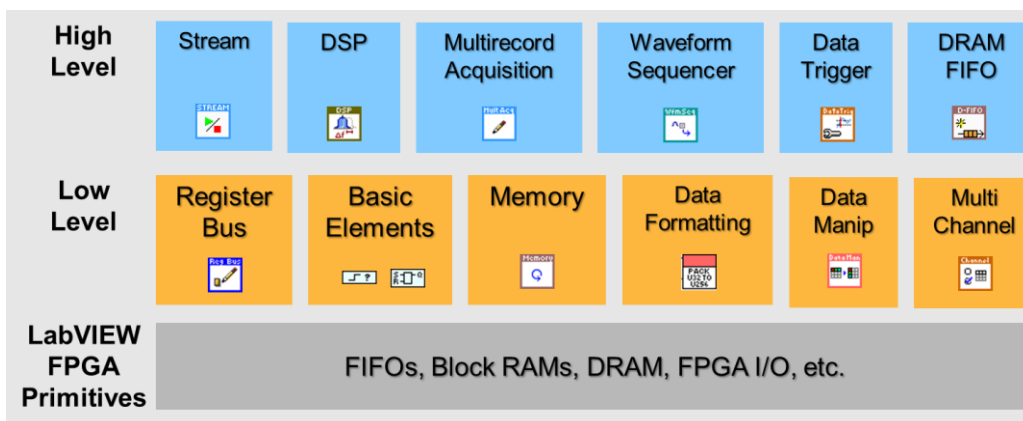 High
Level
Stream
STREAM
DSP
DSP
Δf
Multirecord
Acquisition
MultAcq
Waveform
Sequencer
WfmSeq
Data
Trigger
DataTrig
DRAM
FIFO
D-FIFO
Low
Level
Register
Bus
Reg Bus
Basic
Elements
?
Memory
Memory
Data
Formatting
PACK
U32 TO
U256
Data
Manip
DataMan
Multi
Channel
Channel
LabVIEW
FPGA
Primitives
FIFOs, Block RAMs, DRAM, FPGA I/O, etc.